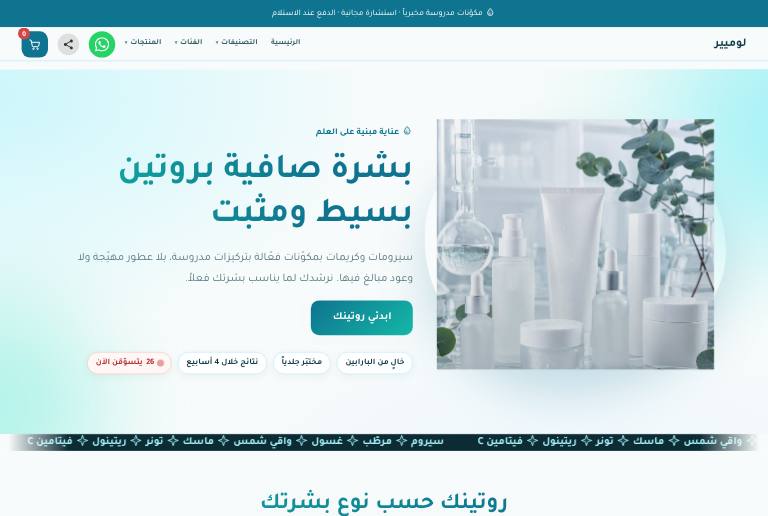 مكوّنات مدروسة مخبرياً · استشارة مجانية · الدفع عند الاستلام
لوميير
الرئيسية
التصنيفات
الفئات
المنتجات
0
عناية مبنية على العلم
بشرة صافية بروتين
بسيط ومثبت
سيرومات وكريمات بمكوّنات فعّالة بتركيزات مدروسة، بلا عطور مهيّجة ولا
وعود مبالغ فيها. نرشدك لما يناسب بشرتك فعلاً.
ابدئي روتينك
خالٍ من البارابين
مختبَر جلدياً
نتائج خلال 4 أسابيع
26 يتسوّقن الآن
واقي شمس ✧ ماسك ✧ تونر ✧ ريتينول ✧ فيتامين C
سيروم ✧ مرطّب ✧ غسول ✧ واقي شمس ✧ ماسك ✧ تونر ✧ ريتينول ✧ فيتامين C
روتينك حسب نوع بشرتك